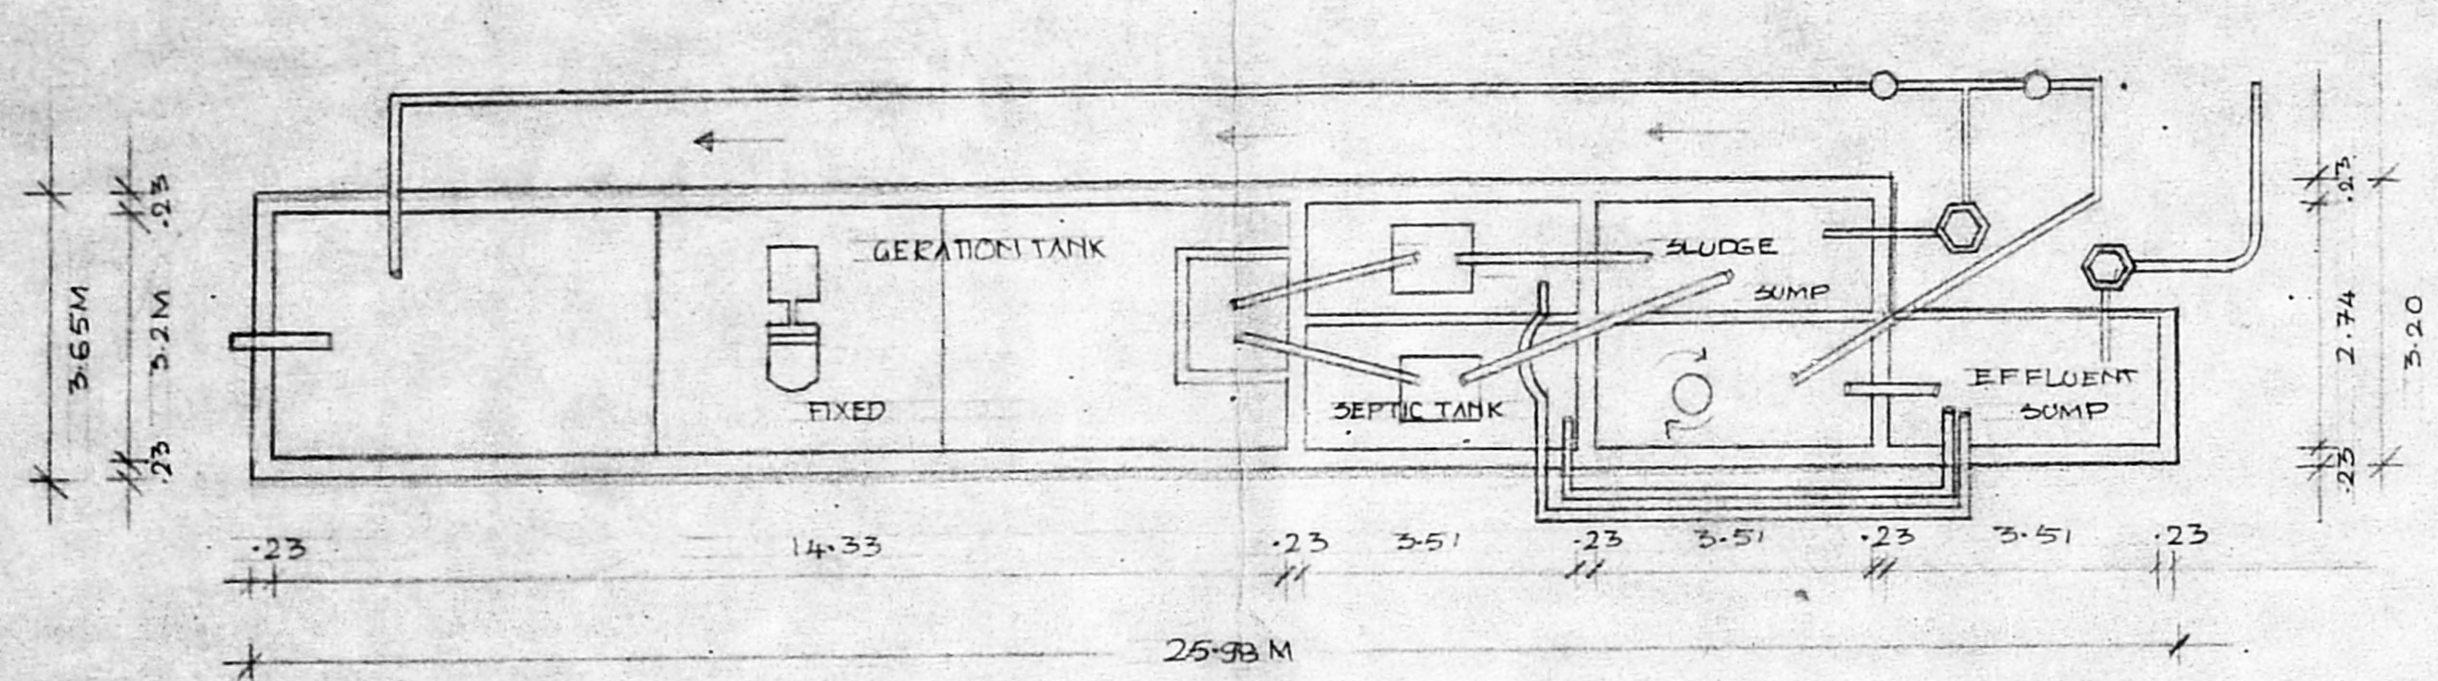 GERATION TANK
FIXED
SEPTIC TANK
SLUDGE
SUMP
EFFLUENT
SUMP
3.65M
.23
3.2M
.23
.23
2.74
.23
3.20
.23
14.33
.23
3.51
.23
3.51
.23
3.51
.23
25.98 M